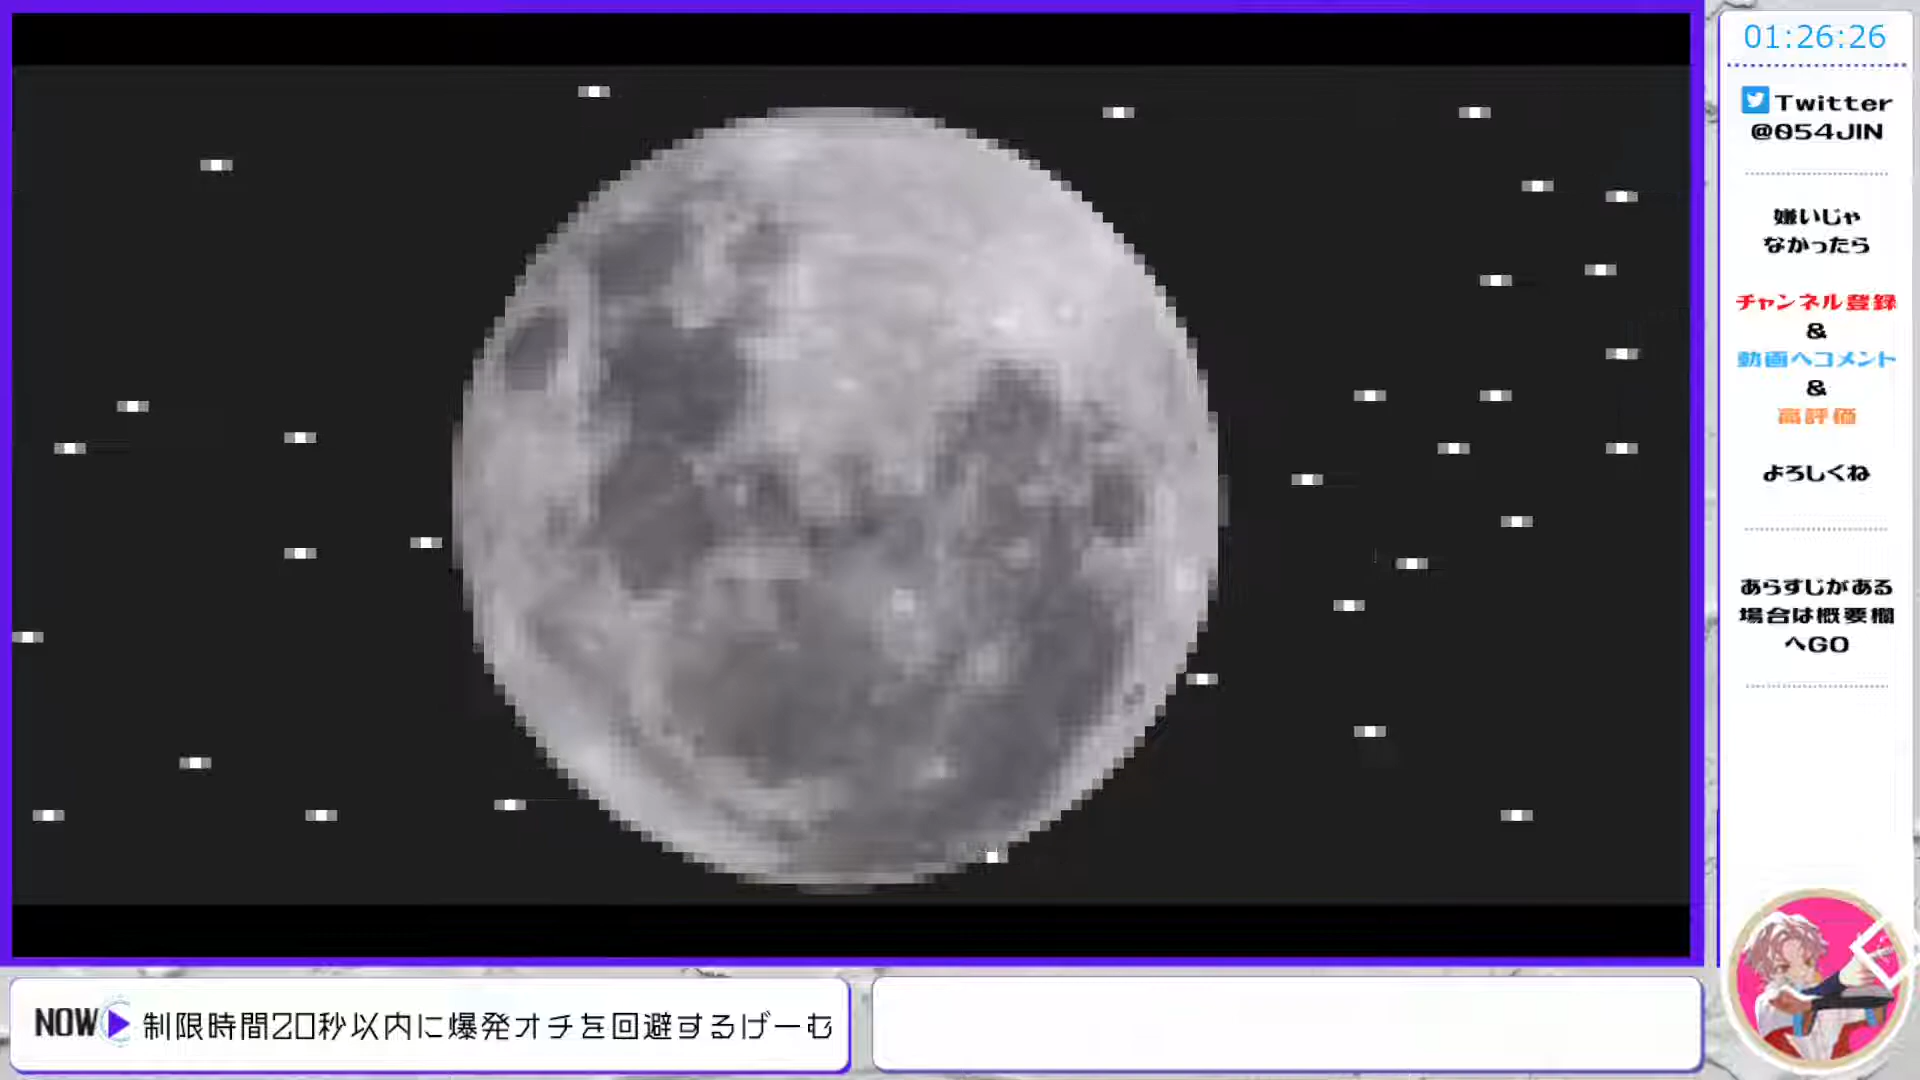 01:26:26
Twitter
@054JIN
嫌いじゃ
なかったら
チャンネル登録
&
動画へコメント
&
高評価
よろしくね
あらすじがある
場合は概要欄
へGO
NOW 制限時間20秒以内に爆発オチを回避するげーむ